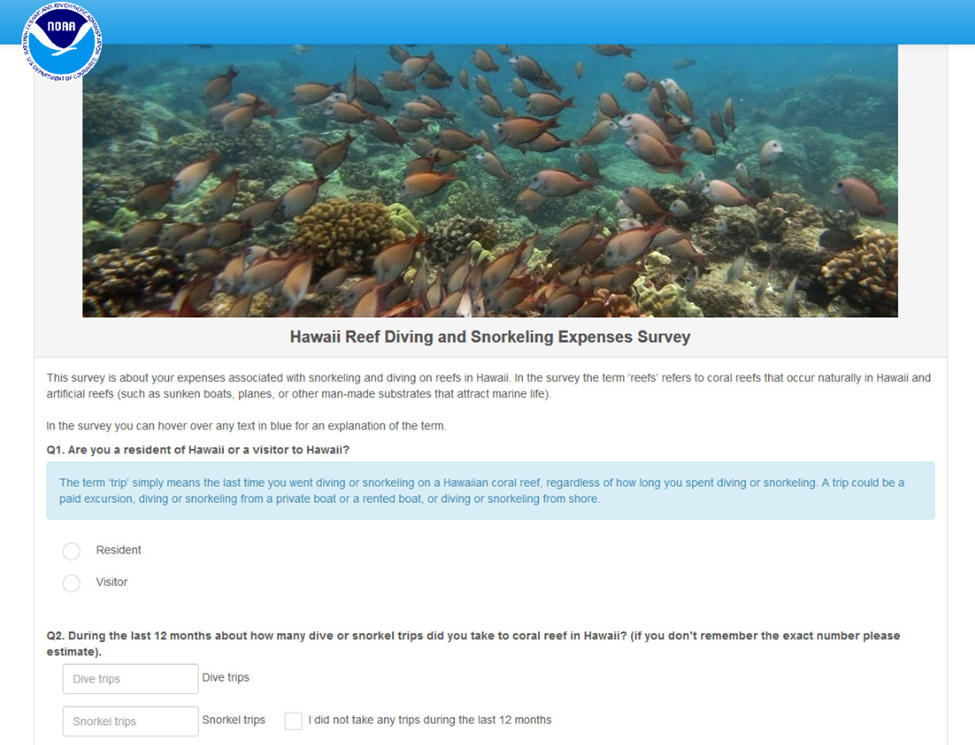 NOAA
Hawaii Reef Diving and Snorkeling Expenses Survey
This survey is about your expenses associated with snorkeling and diving on reefs in Hawaii. In the survey the term 'reefs' refers to coral reefs that occur naturally in Hawaii and
artificial reefs (such as sunken boats, planes, or other man-made substrates that attract marine life).
In the survey you can hover over any text in blue for an explanation of the term.
Q1. Are you a resident of Hawaii or a visitor to Hawaii?
The term 'trip' simply means the last time you went diving or snorkeling on a Hawaiian coral reef, regardless of how long you spent diving or snorkeling. A trip could be a
paid excursion, diving or snorkeling from a private boat or a rented boat, or diving or snorkeling from shore.
Resident
Visitor
Q2. During the last 12 months about how many dive or snorkel trips did you take to coral reef in Hawaii? (if you don't remember the exact number please
estimate).
Dive trips Dive trips
Snorkel trips Snorkel trips I did not take any trips during the last 12 months